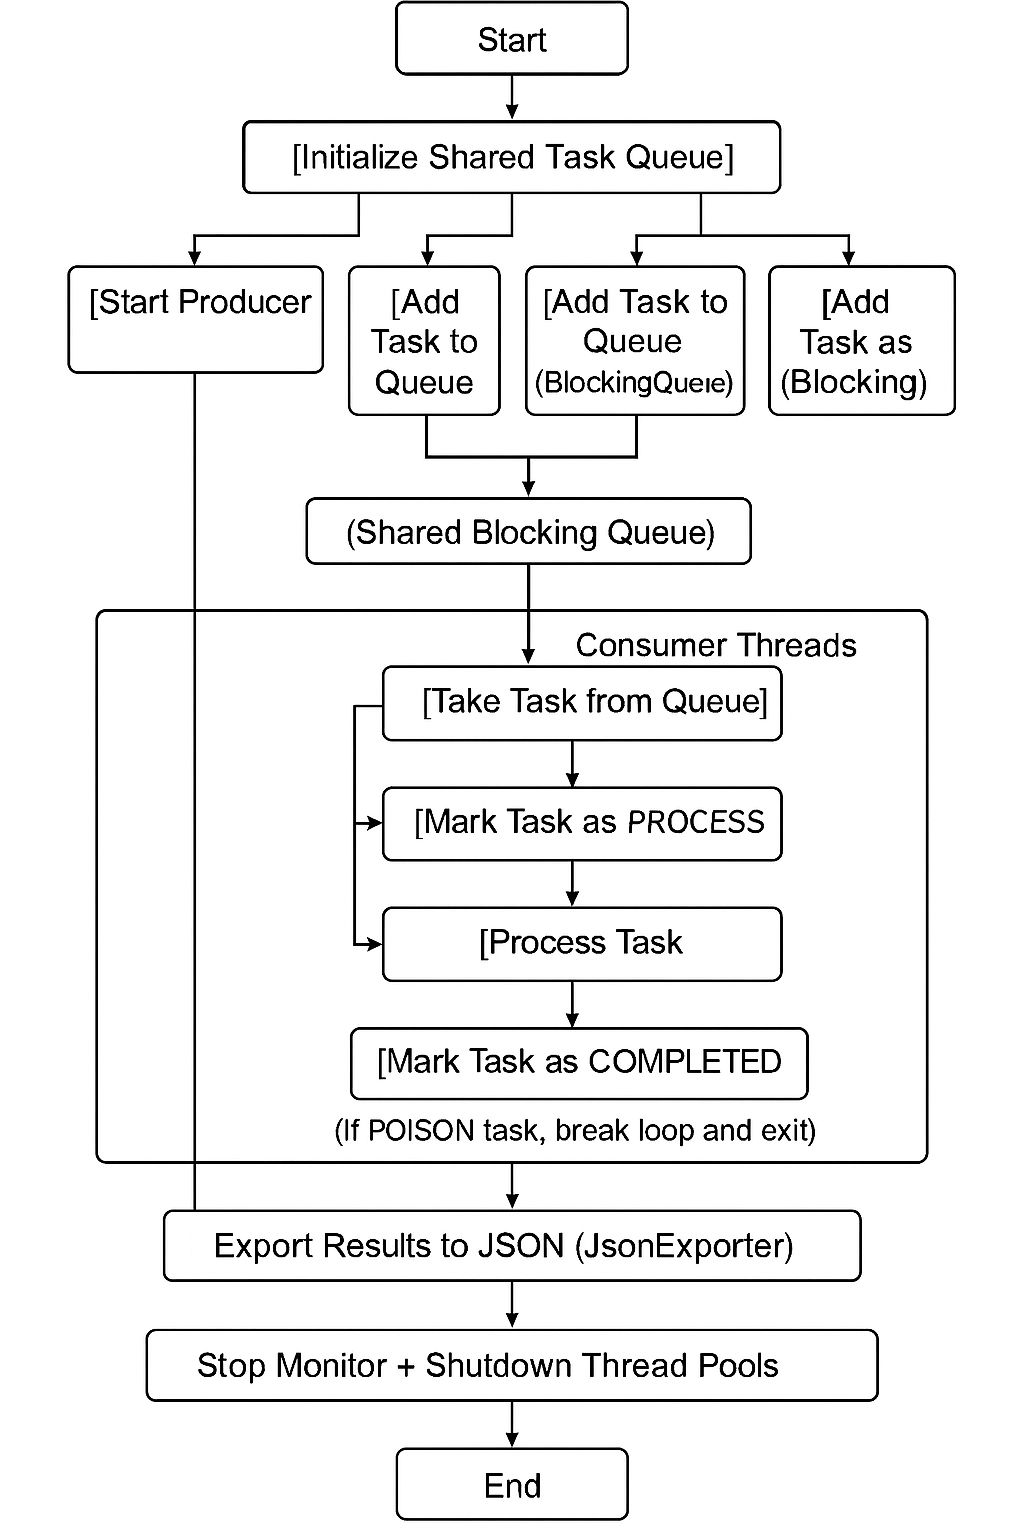 Start
[Initialize Shared Task Queue]
[Start Producer
[Add
Task to
Queue
[Add Task to
Queue
(BlockingQueıe)
[Add
Task as
(Blocking)
(Shared Blocking Queue)
Consumer Threads
[Take Task from Queue]
[Mark Task as PROCESS
[Process Task
[Mark Task as COMPLETED
(If POISON task, break loop and exit)
Export Results to JSON (JsonExporter)
Stop Monitor + Shutdown Thread Pools
End